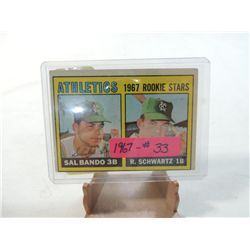 ATHLETICS
1967 ROOKIE STARS
1967 - # 33
SAL BANDO 3B
R. SCHWARTZ 1B